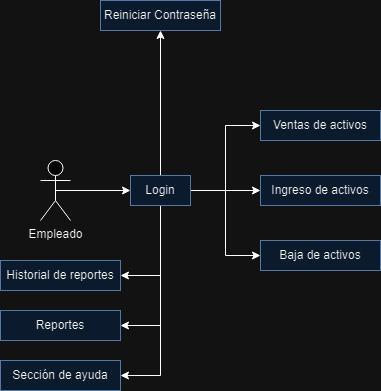 Reiniciar Contraseña
Ventas de activos
Login
Ingreso de activos
Empleado
Baja de activos
Historial de reportes
Reportes
Sección de ayuda